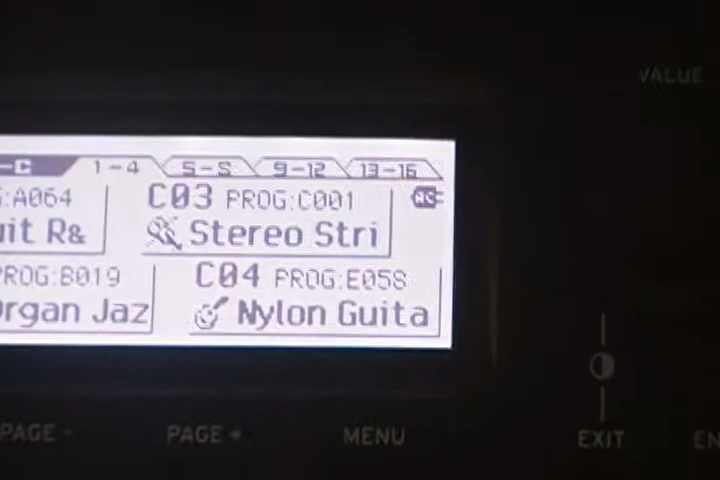 VALUE
-C 1-4 5-8 9-12 13-16
G:A064 C03 PROG:C001 AC
uit R& Stereo Stri
PROG:B019 C04 PROG:E058
Organ Jaz Nylon Guita
PAGE - PAGE + MENU EXIT EN